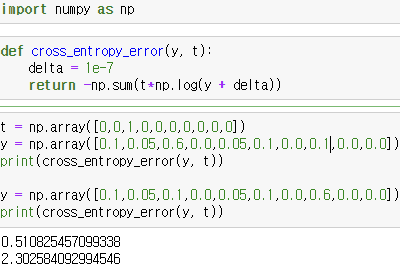 import numpy as np
def cross_entropy_error(y, t):
    delta = 1e-7
    return -np.sum(t*np.log(y + delta))
t = np.array([0,0,1,0,0,0,0,0,0,0])
y = np.array([0.1,0.05,0.6,0.0,0.05,0.1,0.0,0.1,0.0,0.0])
print(cross_entropy_error(y, t))
y = np.array([0.1,0.05,0.1,0.0,0.05,0.1,0.0,0.6,0.0,0.0])
print(cross_entropy_error(y, t))
0.510825457099338
2.302584092994546